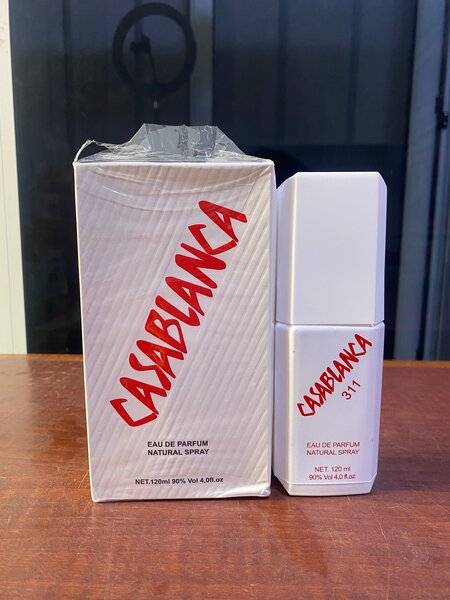 CASABLANCA
EAU DE PARFUM
NATURAL SPRAY
NET.120ml 90% Vol 4,0fl.oz
CASABLANCA
311
EAU DE PARFUM
NATURAL SPRAY
NET. 120 ml
90% Vol 4,0 fl.oz